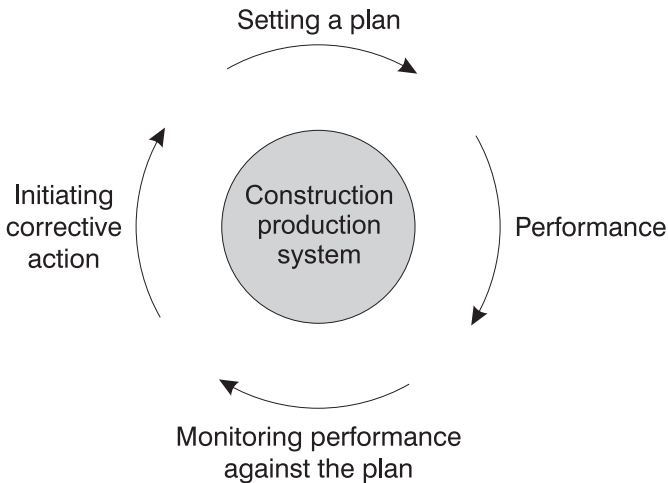 Setting a plan
Construction
production
system
Performance
Initiating
corrective
action
Monitoring performance
against the plan